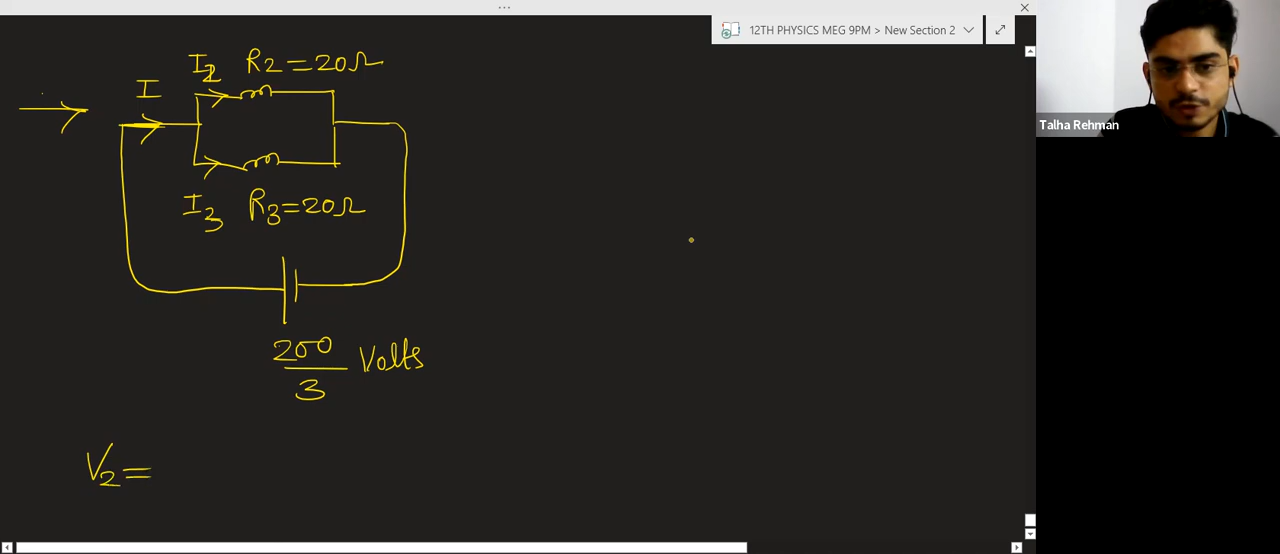 12TH PHYSICS MEG 9PM > New Section 2
Talha Rehman
I₂ R₂=20Ω
I
I₃ R₃=20Ω
200
3
Volts
V₂=